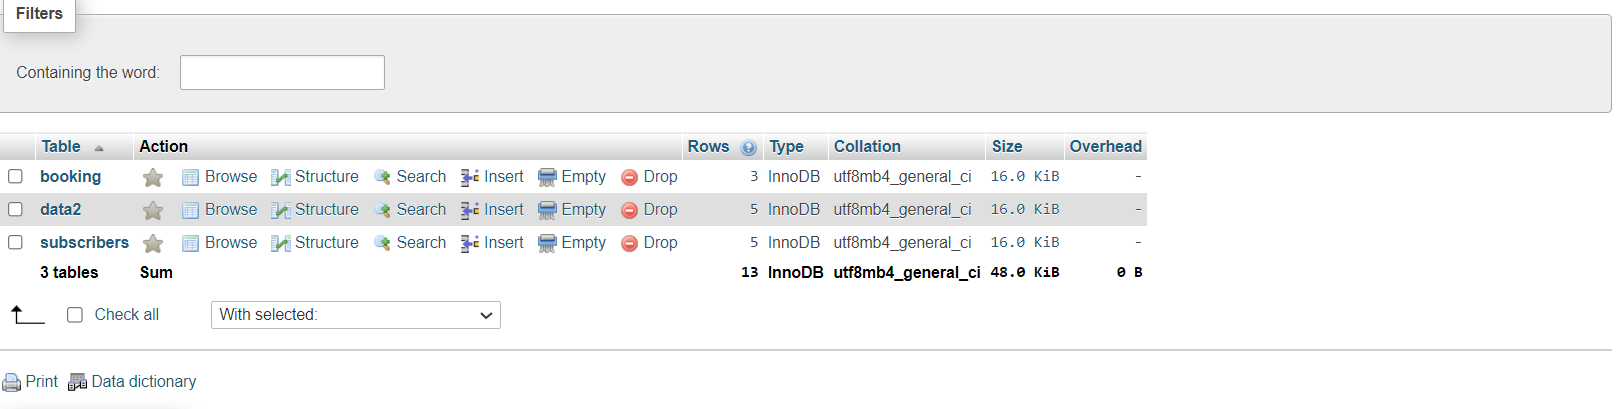 Filters
Containing the word:
Table Action Rows Type Collation Size Overhead
booking Browse Structure Search Insert Empty Drop 3 InnoDB utf8mb4_general_ci 16.0 KiB -
data2 Browse Structure Search Insert Empty Drop 5 InnoDB utf8mb4_general_ci 16.0 KiB -
subscribers Browse Structure Search Insert Empty Drop 5 InnoDB utf8mb4_general_ci 16.0 KiB -
3 tables Sum 13 InnoDB utf8mb4_general_ci 48.0 KiB 0 B
Check all With selected:
Print Data dictionary